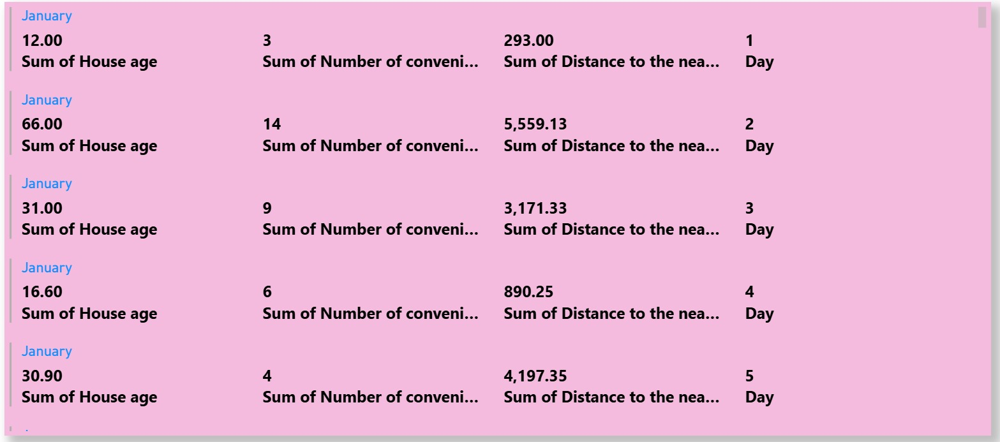 January
12.00 3 293.00 1
Sum of House age Sum of Number of conveni... Sum of Distance to the nea... Day
January
66.00 14 5,559.13 2
Sum of House age Sum of Number of conveni... Sum of Distance to the nea... Day
January
31.00 9 3,171.33 3
Sum of House age Sum of Number of conveni... Sum of Distance to the nea... Day
January
16.60 6 890.25 4
Sum of House age Sum of Number of conveni... Sum of Distance to the nea... Day
January
30.90 4 4,197.35 5
Sum of House age Sum of Number of conveni... Sum of Distance to the nea... Day